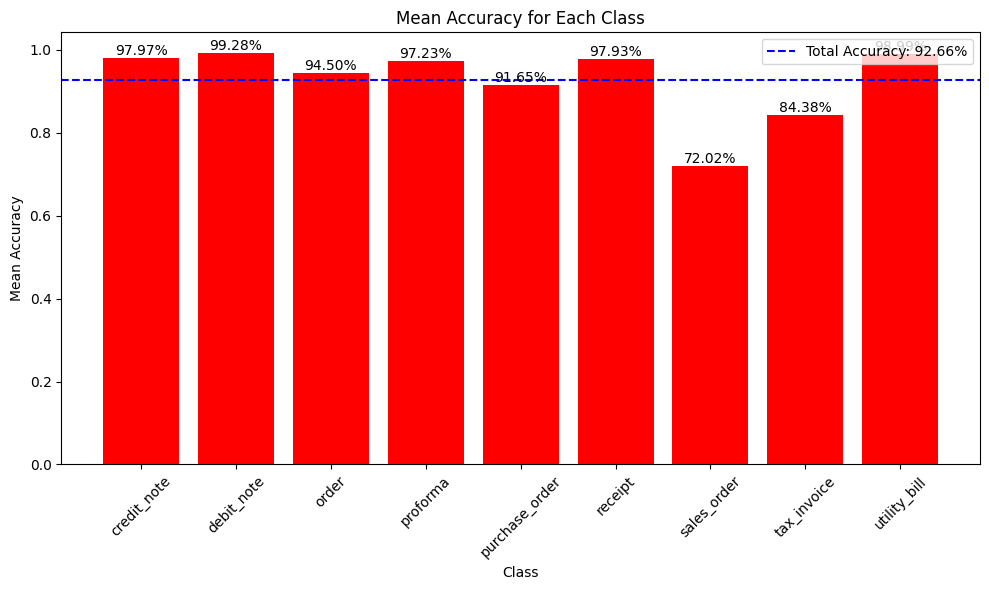 Mean Accuracy for Each Class
Total Accuracy: 92.66%
97.97%
99.28%
94.50%
97.23%
91.65%
97.93%
72.02%
84.38%
98.99%
Mean Accuracy
1.0
0.8
0.6
0.4
0.2
0.0
credit_note
debit_note
order
proforma
purchase_order
receipt
sales_order
tax_invoice
utility_bill
Class